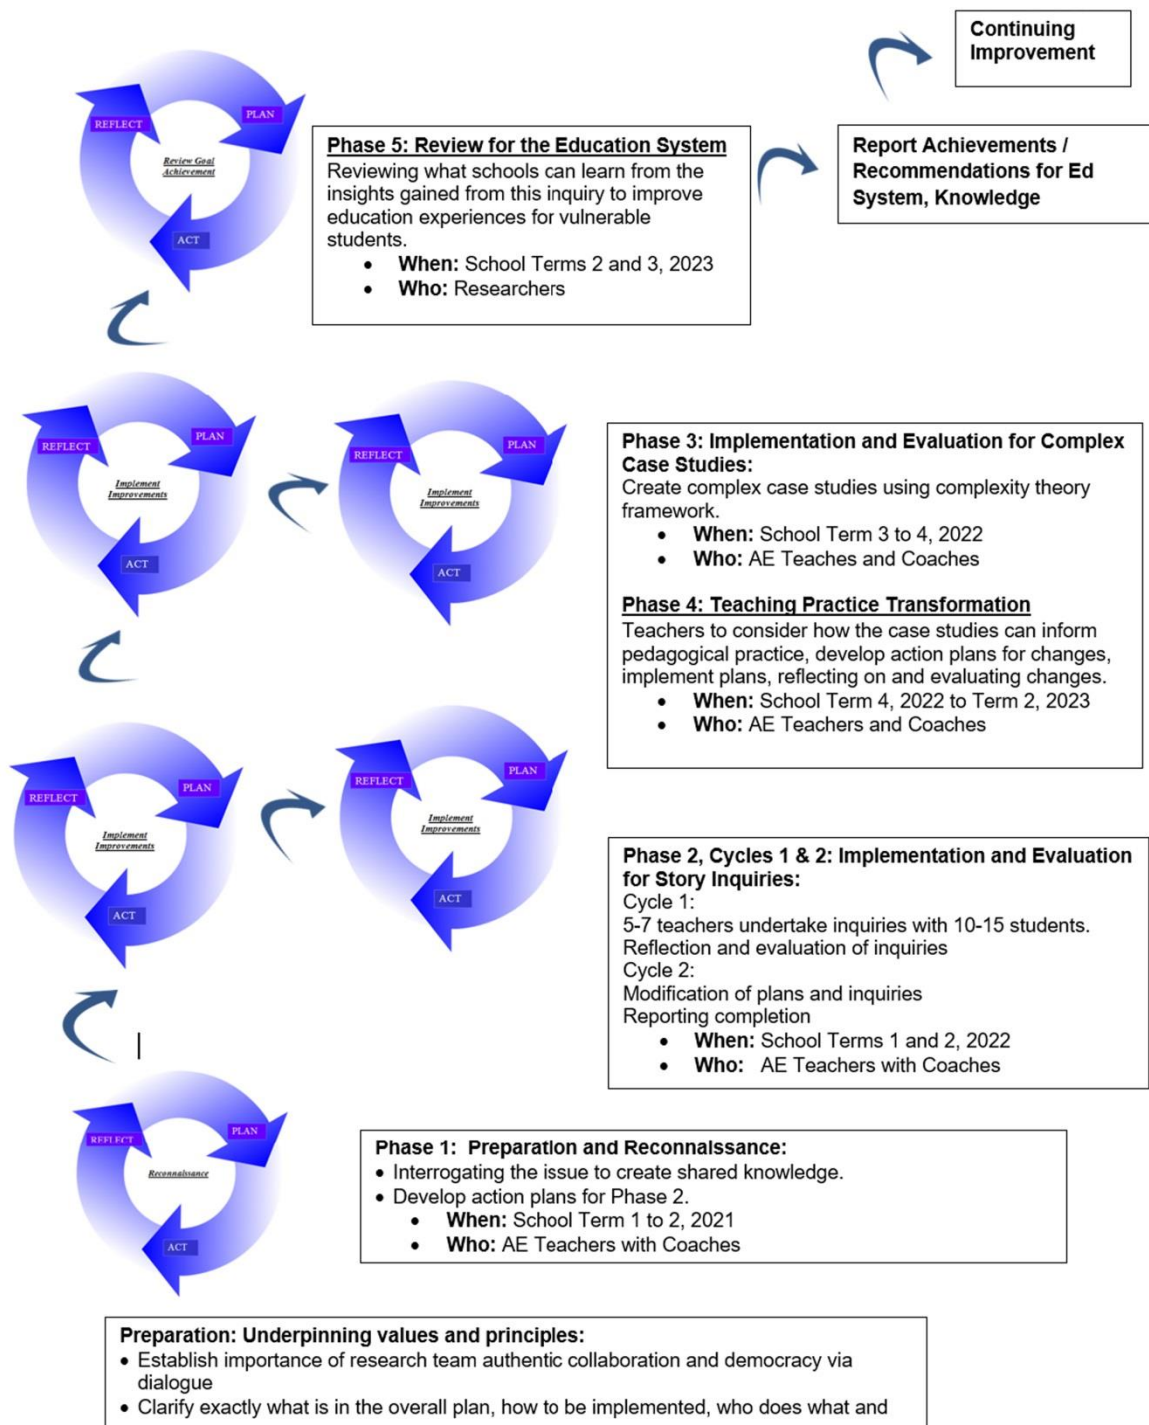 Continuing
Improvement
REFLECT
PLAN
Review Goal
Achievement
ACT
Phase 5: Review for the Education System
Reviewing what schools can learn from the
insights gained from this inquiry to improve
education experiences for vulnerable
students.
• When: School Terms 2 and 3, 2023
• Who: Researchers
Report Achievements /
Recommendations for Ed
System, Knowledge
REFLECT
PLAN
Implement
Improvements
ACT
REFLECT
PLAN
Implement
Improvements
ACT
Phase 3: Implementation and Evaluation for Complex
Case Studies:
Create complex case studies using complexity theory
framework.
• When: School Term 3 to 4, 2022
• Who: AE Teaches and Coaches
Phase 4: Teaching Practice Transformation
Teachers to consider how the case studies can inform
pedagogical practice, develop action plans for changes,
implement plans, reflecting on and evaluating changes.
• When: School Term 4, 2022 to Term 2, 2023
• Who: AE Teachers and Coaches
REFLECT
PLAN
Implement
Improvements
ACT
REFLECT
PLAN
Implement
Improvements
ACT
Phase 2, Cycles 1 & 2: Implementation and Evaluation
for Story Inquiries:
Cycle 1:
5-7 teachers undertake inquiries with 10-15 students.
Reflection and evaluation of inquiries
Cycle 2:
Modification of plans and inquiries
Reporting completion
• When: School Terms 1 and 2, 2022
• Who: AE Teachers with Coaches
REFLECT
PLAN
Reconnaissance
ACT
Phase 1: Preparation and Reconnaissance:
• Interrogating the issue to create shared knowledge.
• Develop action plans for Phase 2.
• When: School Term 1 to 2, 2021
• Who: AE Teachers with Coaches
Preparation: Underpinning values and principles:
• Establish importance of research team authentic collaboration and democracy via
dialogue
• Clarify exactly what is in the overall plan, how to be implemented, who does what and